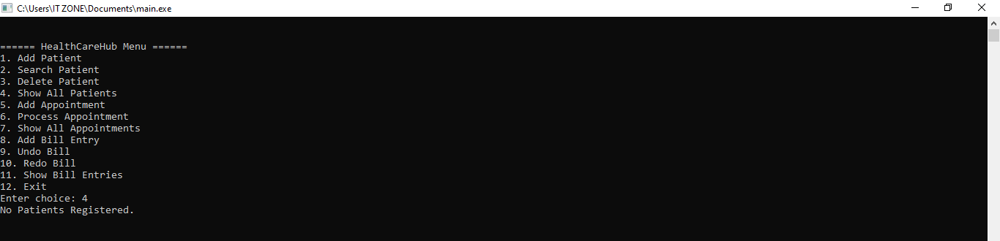 C:\Users\IT ZONE\Documents\main.exe
====== HealthCareHub Menu ======
1. Add Patient
2. Search Patient
3. Delete Patient
4. Show All Patients
5. Add Appointment
6. Process Appointment
7. Show All Appointments
8. Add Bill Entry
9. Undo Bill
10. Redo Bill
11. Show Bill Entries
12. Exit
Enter choice: 4
No Patients Registered.